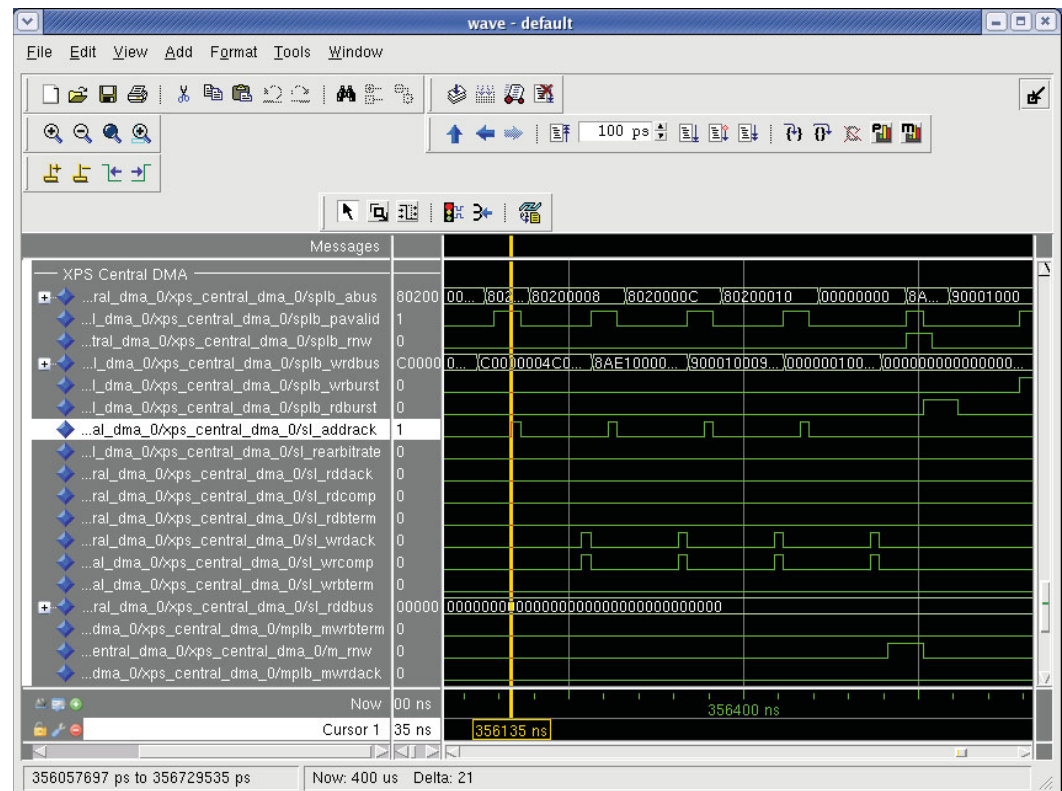 wave - default
File Edit View Add Format Tools Window
100 ps
Messages
XPS Central DMA
...ral_dma_0/xps_central_dma_0/splb_abus 80200 00... 802... 80200008 8020000C 80200010 00000000 8A... 90001000
...l_dma_0/xps_central_dma_0/splb_pavalid 1
...tral_dma_0/xps_central_dma_0/splb_rnw 0
...l_dma_0/xps_central_dma_0/splb_wrdbus C0000 0... C0000004C0... 8AE10000... 900010009... 000000100... 0000000000000000...
...l_dma_0/xps_central_dma_0/splb_wrburst 0
...l_dma_0/xps_central_dma_0/splb_rdburst 0
...al_dma_0/xps_central_dma_0/sl_addrack 1
...l_dma_0/xps_central_dma_0/sl_rearbitrate 0
...ral_dma_0/xps_central_dma_0/sl_rddack 0
...ral_dma_0/xps_central_dma_0/sl_rdcomp 0
...ral_dma_0/xps_central_dma_0/sl_rdbterm 0
...ral_dma_0/xps_central_dma_0/sl_wrdack 0
...al_dma_0/xps_central_dma_0/sl_wrcomp 0
...al_dma_0/xps_central_dma_0/sl_wrbterm 0
...ral_dma_0/xps_central_dma_0/sl_rddbus 00000 00000000000000000000000000000000
...dma_0/xps_central_dma_0/mplb_mwrbterm 0
...entral_dma_0/xps_central_dma_0/m_rnw 0
...dma_0/xps_central_dma_0/mplb_mwrdack 0
Now 00 ns 356400 ns
Cursor 1 35 ns 356135 ns
356057697 ps to 356729535 ps Now: 400 us Delta: 21